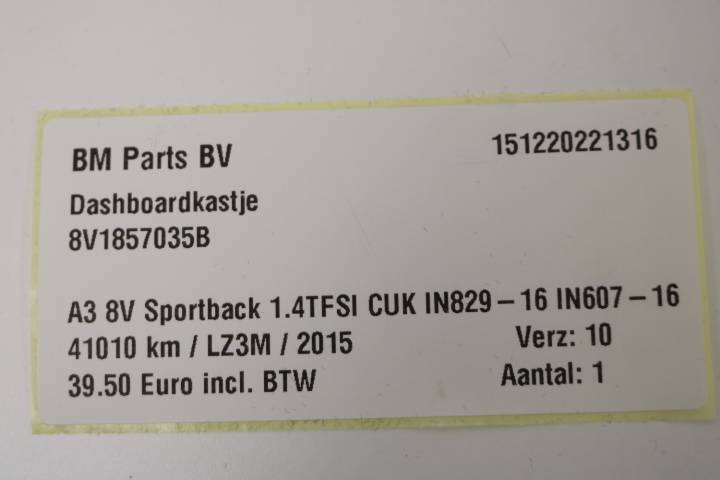 BM Parts BV 151220221316
Dashboardkastje
8V1857035B
A3 8V Sportback 1.4TFSI CUK IN829 – 16 IN607 – 16
41010 km / LZ3M / 2015 Verz: 10
39.50 Euro incl. BTW Aantal: 1